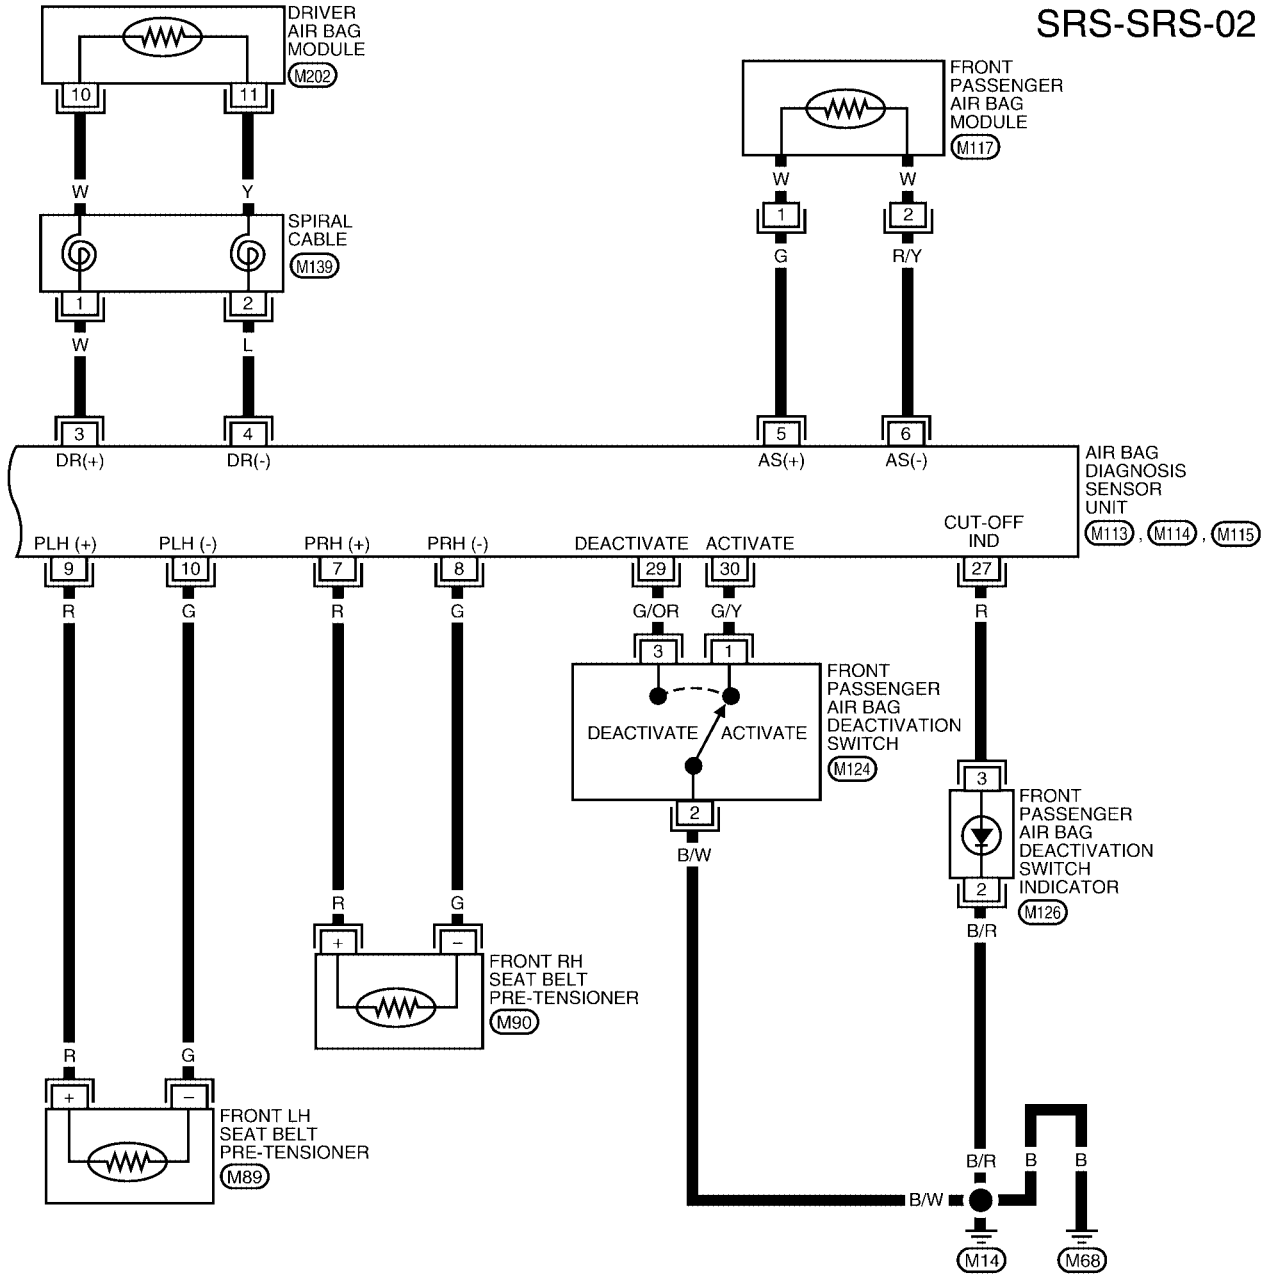 SRS-SRS-02
DRIVER
AIR BAG
MODULE
M202
10
11
W
Y
SPIRAL
CABLE
M139
1
2
W
L
3
4
DR(+)
DR(-)
FRONT
PASSENGER
AIR BAG
MODULE
M117
W
W
1
2
G
R/Y
5
6
AS(+)
AS(-)
AIR BAG
DIAGNOSIS
SENSOR
UNIT
M113 , M114 , M115
PLH (+)
PLH (-)
PRH (+)
PRH (-)
DEACTIVATE
ACTIVATE
CUT-OFF
IND
9
10
7
8
29
30
27
R
G
R
G
G/OR
G/Y
R
3
1
DEACTIVATE
ACTIVATE
FRONT
PASSENGER
AIR BAG
DEACTIVATION
SWITCH
M124
2
B/W
3
FRONT
PASSENGER
AIR BAG
DEACTIVATION
SWITCH
INDICATOR
M126
2
B/R
R
G
+
−
FRONT RH
SEAT BELT
PRE-TENSIONER
M90
R
G
+
−
FRONT LH
SEAT BELT
PRE-TENSIONER
M89
B/R
B
B
B/W
M14
M68